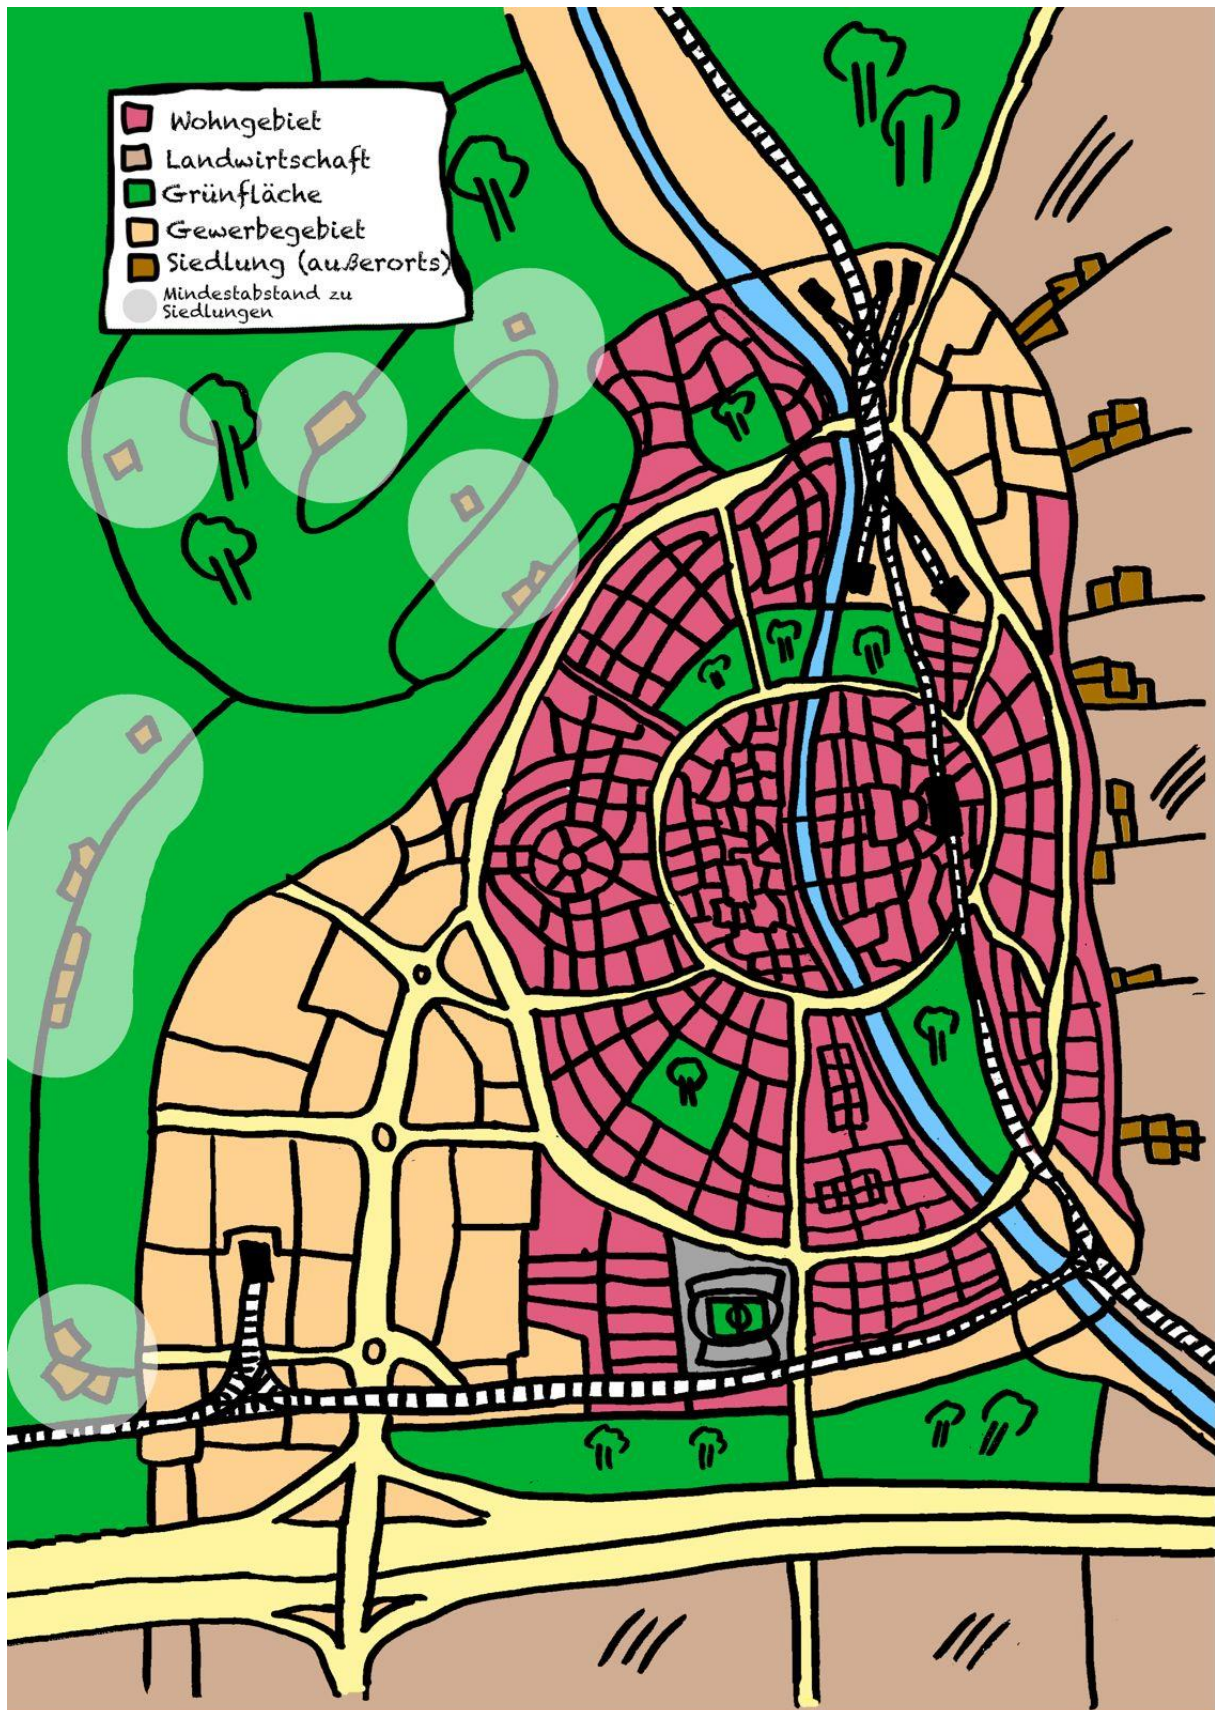 Wohngebiet
Landwirtschaft
Grünfläche
Gewerbegebiet
Siedlung (außerorts)
Mindestabstand zu
Siedlungen